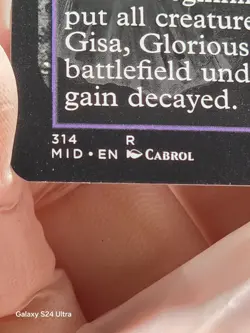 put all creature
Gisa, Glorious
battlefield und
gain decayed.
314 R
MID • EN CABROL
Galaxy S24 Ultra